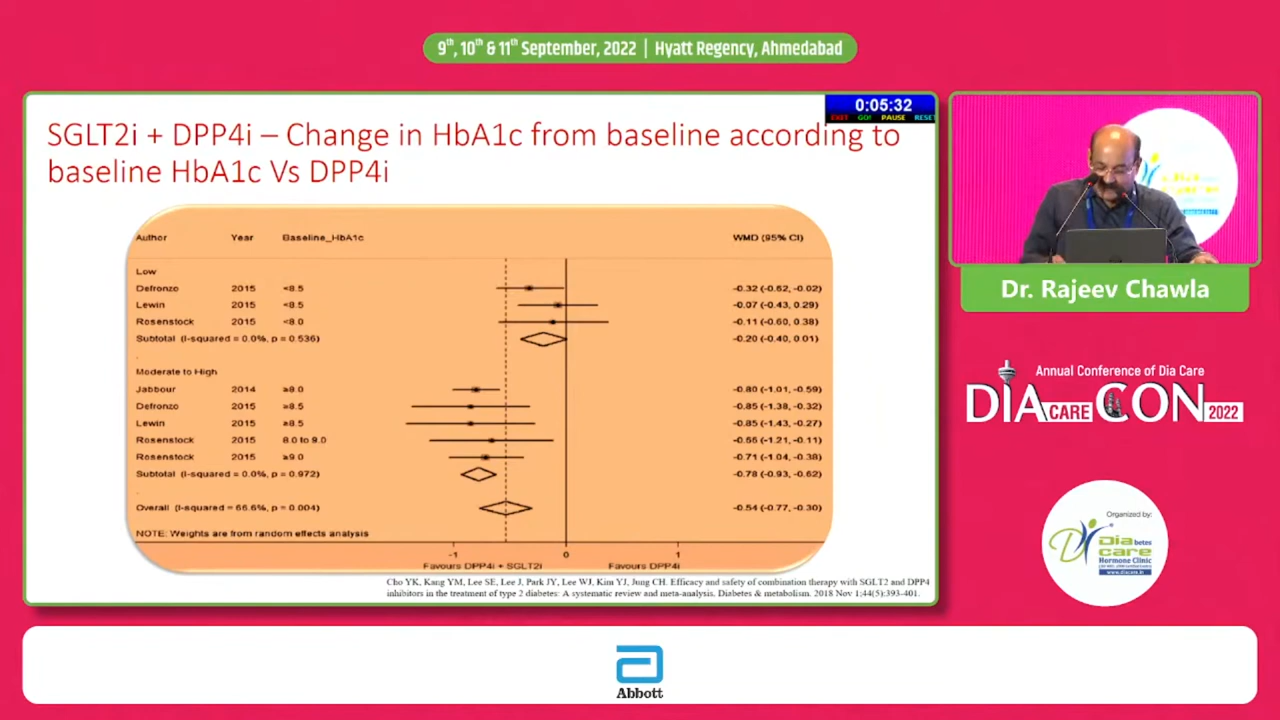 9th, 10th & 11th September, 2022 | Hyatt Regency, Ahmedabad
0:05:32
EXIT GO! PAUSE RESET
SGLT2i + DPP4i – Change in HbA1c from baseline according to
baseline HbA1c Vs DPP4i
Author Year Baseline_HbA1c WMD (95% CI)
Low
Defronzo 2015 <8.5 -0.32 (-0.62, -0.02)
Lewin 2015 <8.5 -0.07 (-0.43, 0.29)
Rosenstock 2015 <8.0 -0.11 (-0.60, 0.38)
Subtotal (I-squared = 0.0%, p = 0.536) -0.20 (-0.40, 0.01)
Moderate to High
Jabbour 2014 ≥8.0 -0.80 (-1.01, -0.59)
Defronzo 2015 ≥8.5 -0.85 (-1.38, -0.32)
Lewin 2015 ≥8.5 -0.85 (-1.43, -0.27)
Rosenstock 2015 8.0 to 9.0 -0.66 (-1.21, -0.11)
Rosenstock 2015 ≥9.0 -0.71 (-1.04, -0.38)
Subtotal (I-squared = 0.0%, p = 0.972) -0.78 (-0.93, -0.62)
Overall (I-squared = 66.6%, p = 0.004) -0.54 (-0.77, -0.30)
NOTE: Weights are from random effects analysis
-1 0 1
Favours DPP4i + SGLT2i Favours DPP4i
Cho YK, Kang YM, Lee SE, Lee J, Park JY, Lee WJ, Kim YJ, Jung CH. Efficacy and safety of combination therapy with SGLT2 and DPP4
inhibitors in the treatment of type 2 diabetes: A systematic review and meta-analysis. Diabetes & metabolism. 2018 Nov 1;44(5):393-401.
Dr. Rajeev Chawla
Annual Conference of Dia Care
DIA CARE CON 2022
Organized by:
Diabetes
care
Hormone Clinic
www.diacare.in
Abbott